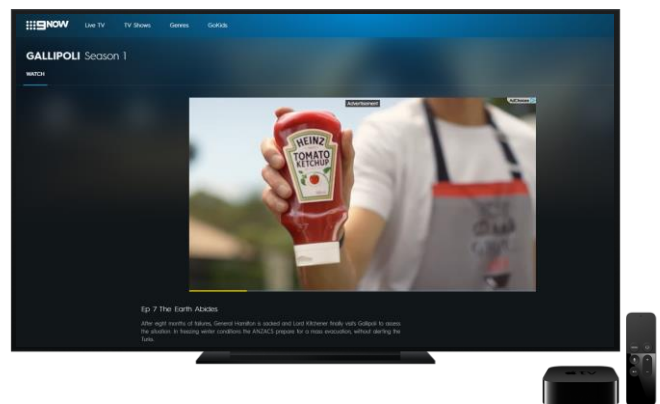 9NOW
Live TV
TV Shows
Genres
GoKids
GALLIPOLI Season 1
WATCH
Advertisement
AdChoices
HEINZ
TOMATO
KETCHUP
Ep 7 The Earth Abides
After eight months of failures, General Hamilton is sacked and Lord Kitchener finally visits Gallipoli to assess
the situation. In freezing winter conditions the ANZACS prepare for a mass evacuation, without alerting the
Turks.